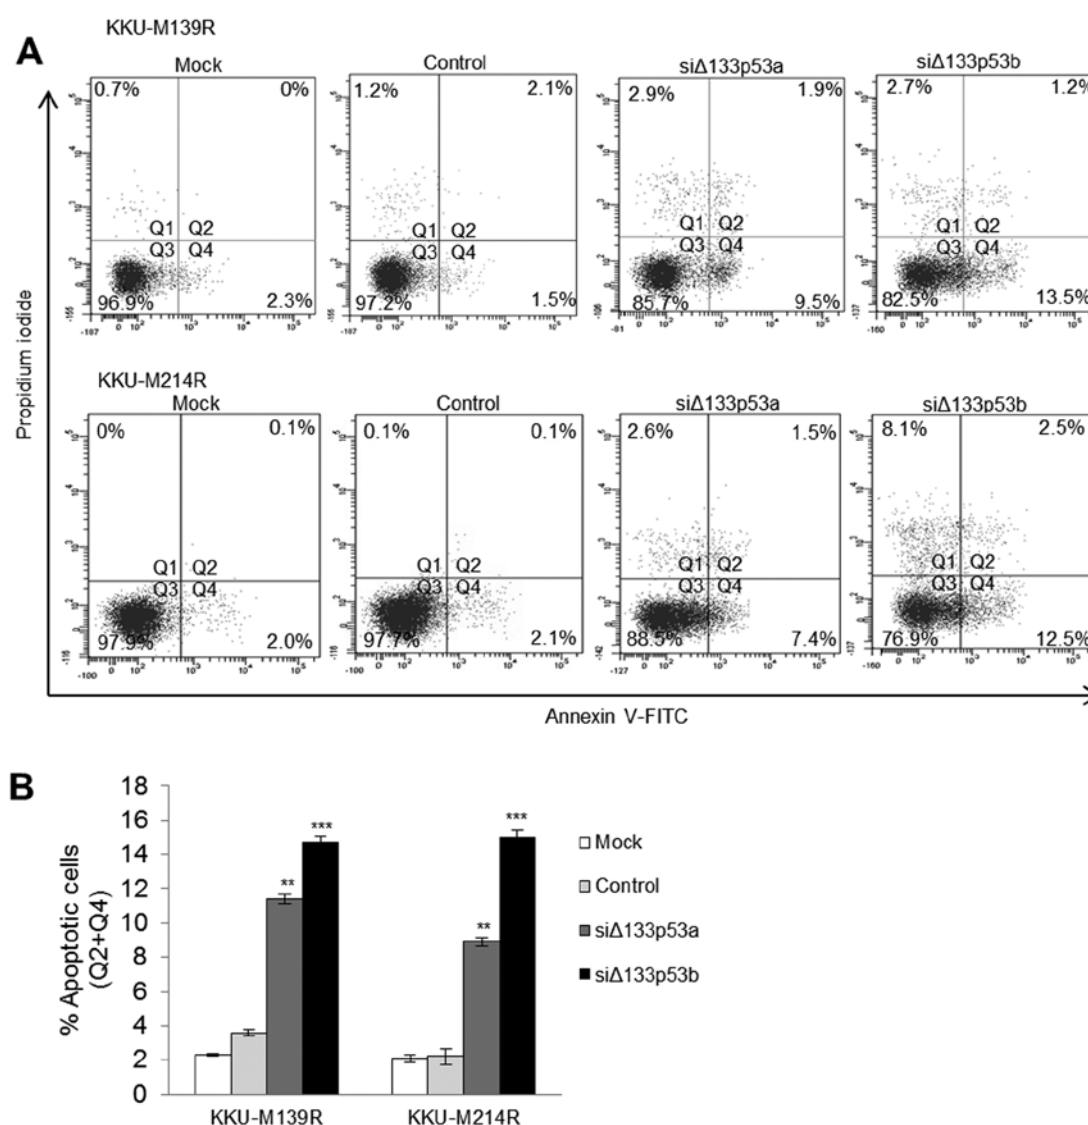 A
KKU-M139R
Mock
Control
siΔ133p53a
siΔ133p53b
0.7%
0%
1.2%
2.1%
2.9%
1.9%
2.7%
1.2%
Q1 Q2
Q3 Q4
Q1 Q2
Q3 Q4
Q1 Q2
Q3 Q4
Q1 Q2
Q3 Q4
96.9%
2.3%
97.2%
1.5%
85.7%
9.5%
82.5%
13.5%
KKU-M214R
Mock
Control
siΔ133p53a
siΔ133p53b
0%
0.1%
0.1%
0.1%
2.6%
1.5%
8.1%
2.5%
Q1 Q2
Q3 Q4
Q1 Q2
Q3 Q4
Q1 Q2
Q3 Q4
Q1 Q2
Q3 Q4
97.9%
2.0%
97.7%
2.1%
88.5%
7.4%
76.9%
12.5%
Propidium iodide
Annexin V-FITC
B
% Apoptotic cells
(Q2+Q4)
18
16
14
12
10
8
6
4
2
0
**
***
**
***
KKU-M139R
KKU-M214R
Mock
Control
siΔ133p53a
siΔ133p53b